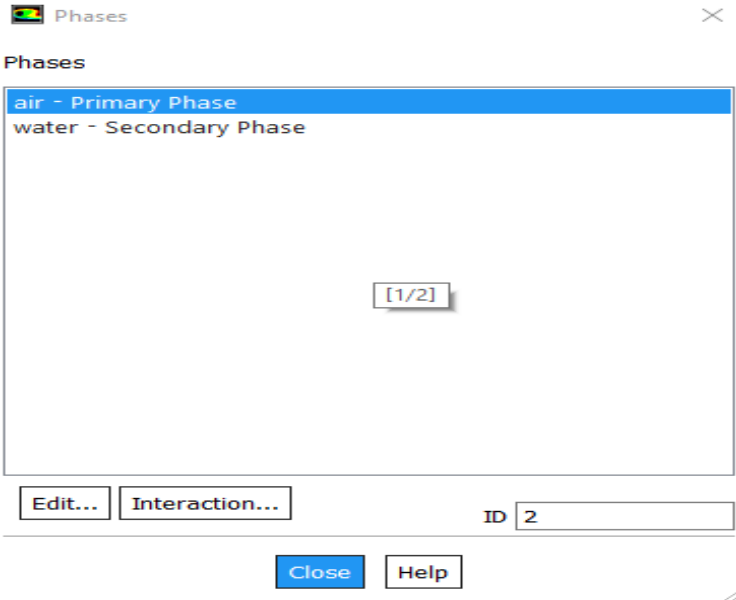 Phases
Phases
air - Primary Phase
water - Secondary Phase
[1/2]
Edit... Interaction...
ID 2
Close Help